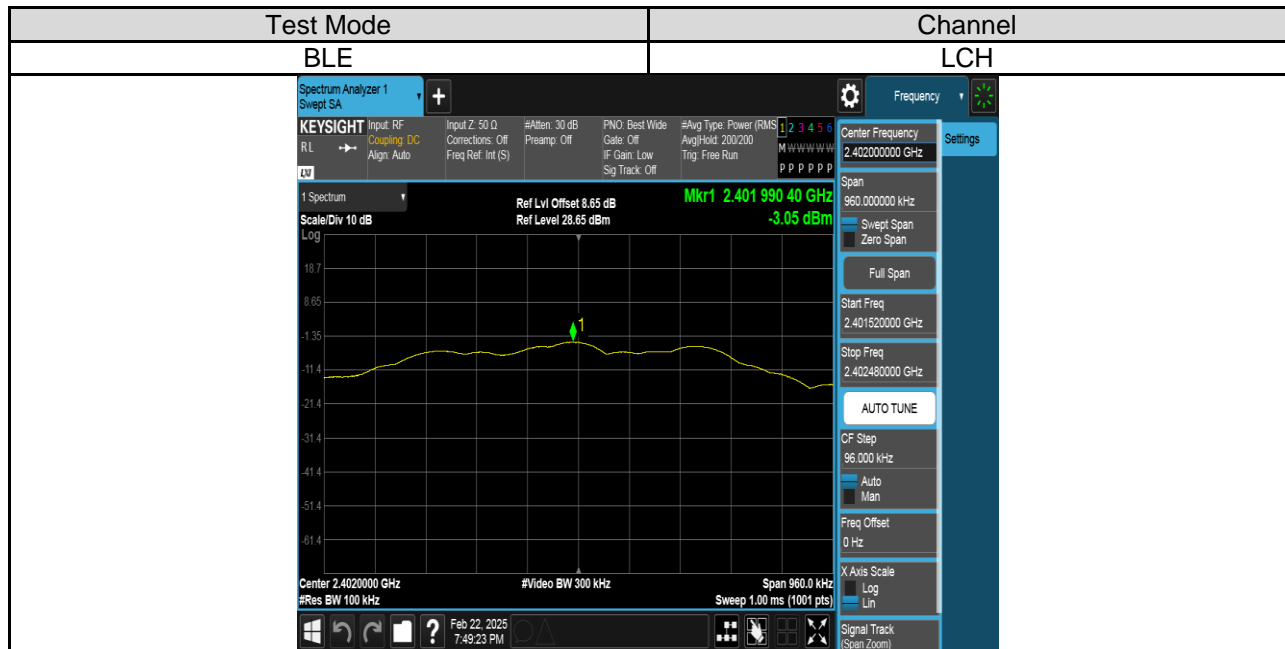 Test Mode Channel
BLE LCH
Spectrum Analyzer 1
Swept SA
+
Frequency
KEYSIGHT
RL
LXI
Input: RF
Coupling: DC
Align: Auto
Input Z: 50 Ω
Corrections: Off
Freq Ref: Int (S)
#Atten: 30 dB
Preamp: Off
PNO: Best Wide
Gate: Off
IF Gain: Low
Sig Track: Off
#Avg Type: Power (RMS
Avg|Hold: 200/200
Trig: Free Run
1 2 3 4 5 6
M W W W W W
P P P P P P
1 Spectrum
Scale/Div 10 dB
Log
Ref Lvl Offset 8.65 dB
Ref Level 28.65 dBm
Mkr1 2.401 990 40 GHz
-3.05 dBm
18.7
8.65
-1.35
-11.4
-21.4
-31.4
-41.4
-51.4
-61.4
1
Center 2.4020000 GHz
#Res BW 100 kHz
#Video BW 300 kHz
Span 960.0 kHz
Sweep 1.00 ms (1001 pts)
Center Frequency
2.402000000 GHz
Settings
Span
960.000000 kHz
Swept Span
Zero Span
Full Span
Start Freq
2.401520000 GHz
Stop Freq
2.402480000 GHz
AUTO TUNE
CF Step
96.000 kHz
Auto
Man
Freq Offset
0 Hz
X Axis Scale
Log
Lin
Signal Track
(Span Zoom)
?
Feb 22, 2025
7:49:23 PM